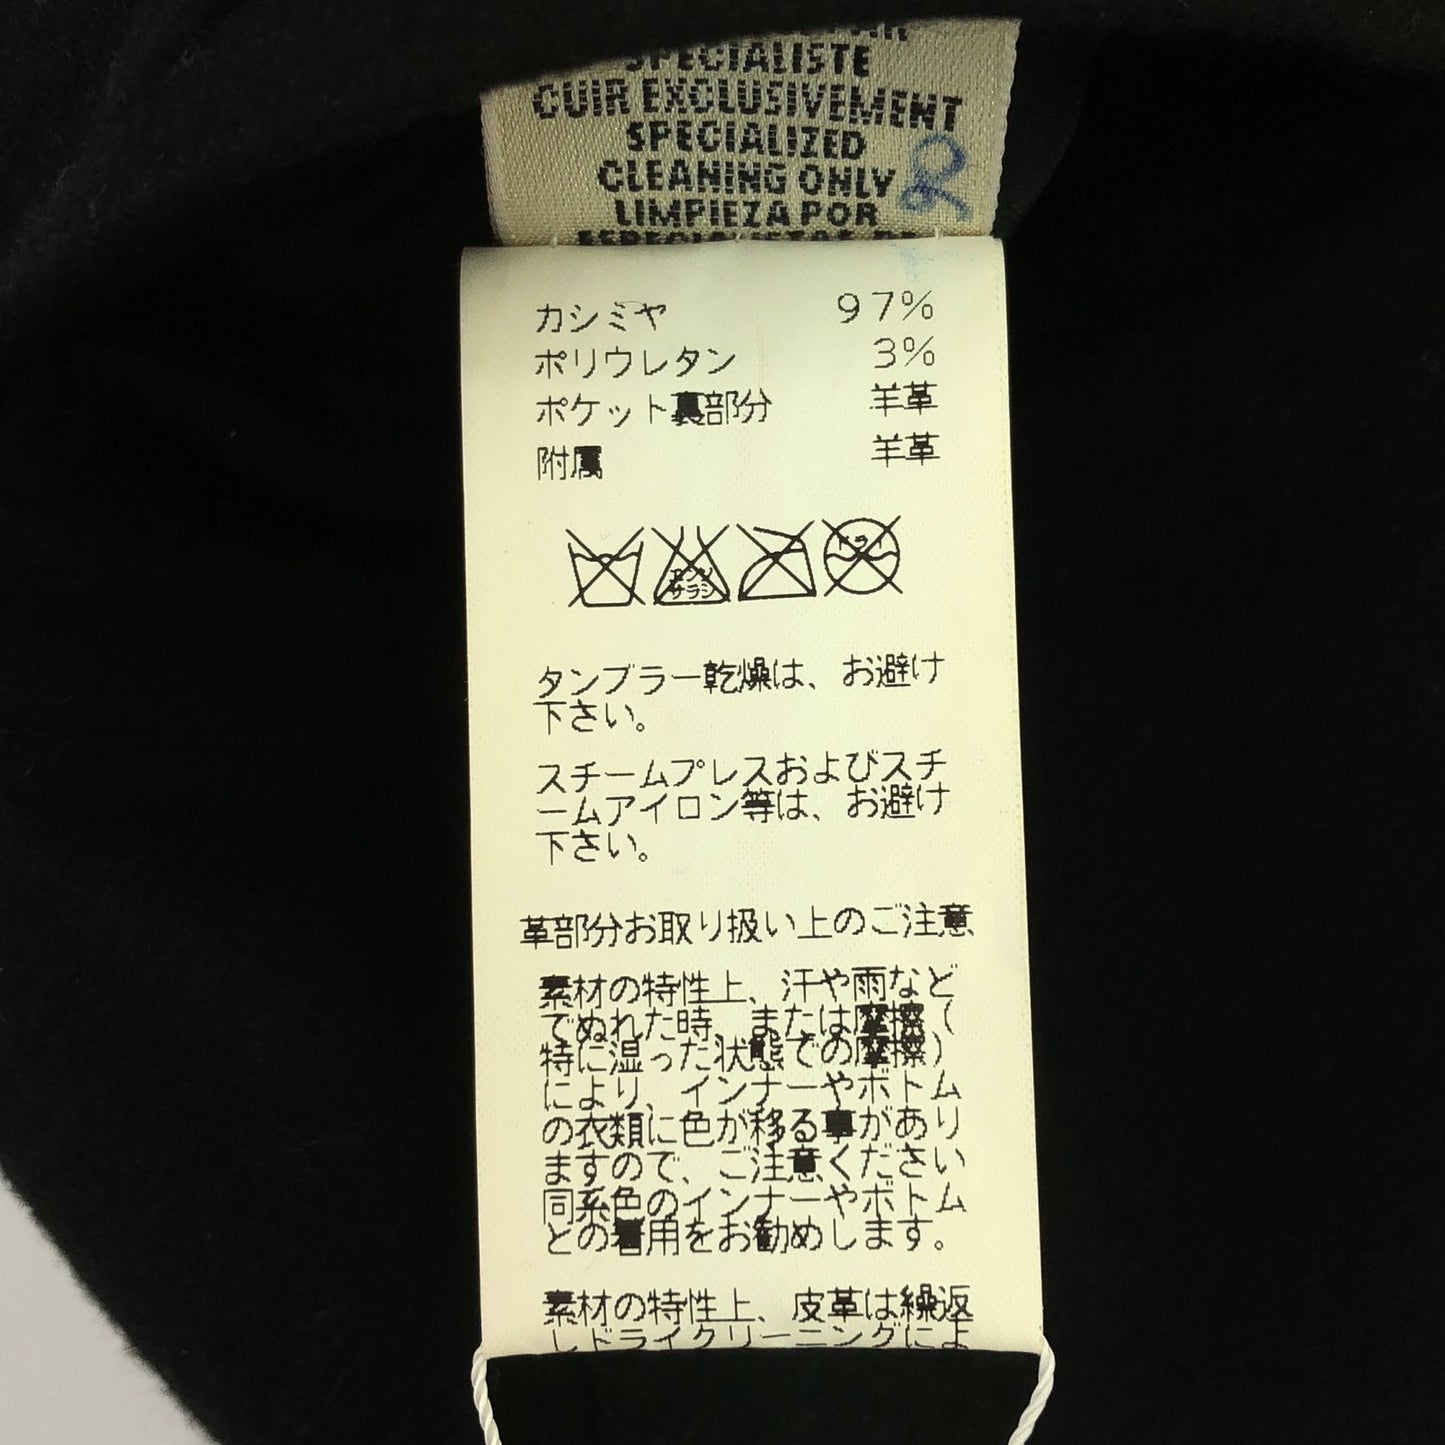 SPECIALISTE
CUIR EXCLUSIVEMENT
SPECIALIZED
CLEANING ONLY
LIMPIEZA POR
カシミヤ 97%
ポリウレタン 3%
ポケット裏部分 羊革
附属 羊革
エンソ
サラシ
ドライ
タンブラー乾燥は、お避け
下さい。
スチームプレスおよびスチ
ームアイロン等は、お避け
下さい。
革部分お取り扱い上のご注意
素材の特性上、汗や雨など
でぬれた時、または摩擦(
特に湿った状態での摩擦)
により、インナーやボトム
の衣類に色が移る事があり
ますので、ご注意ください
同系色のインナーやボトム
との着用をお勧めします。
素材の特性上、皮革は繰返
しドライクリーニングによ